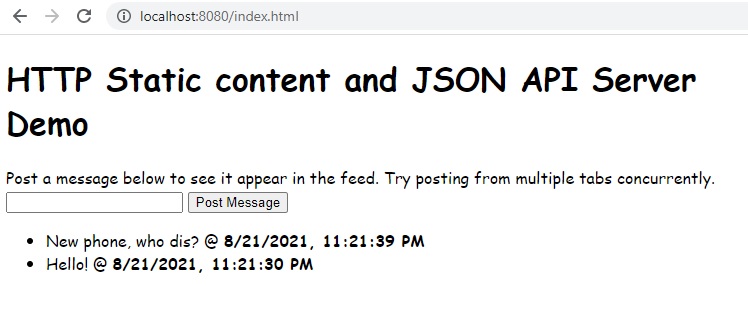 localhost:8080/index.html
HTTP Static content and JSON API Server
Demo
Post a message below to see it appear in the feed. Try posting from multiple tabs concurrently.
Post Message
New phone, who dis? @ 8/21/2021, 11:21:39 PM
Hello! @ 8/21/2021, 11:21:30 PM